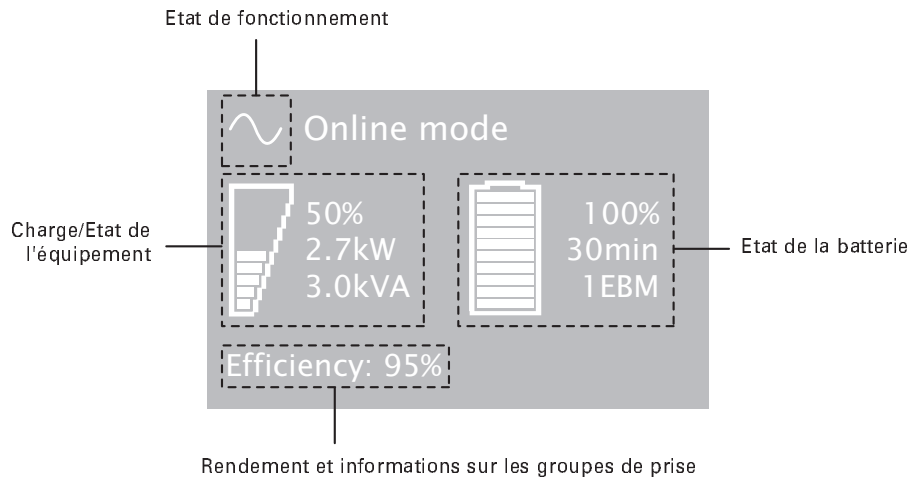 Etat de fonctionnement
Online mode
Charge/Etat de
l'équipement
50%
2.7kW
3.0kVA
100%
30min
1EBM
Etat de la batterie
Efficiency: 95%
Rendement et informations sur les groupes de prise